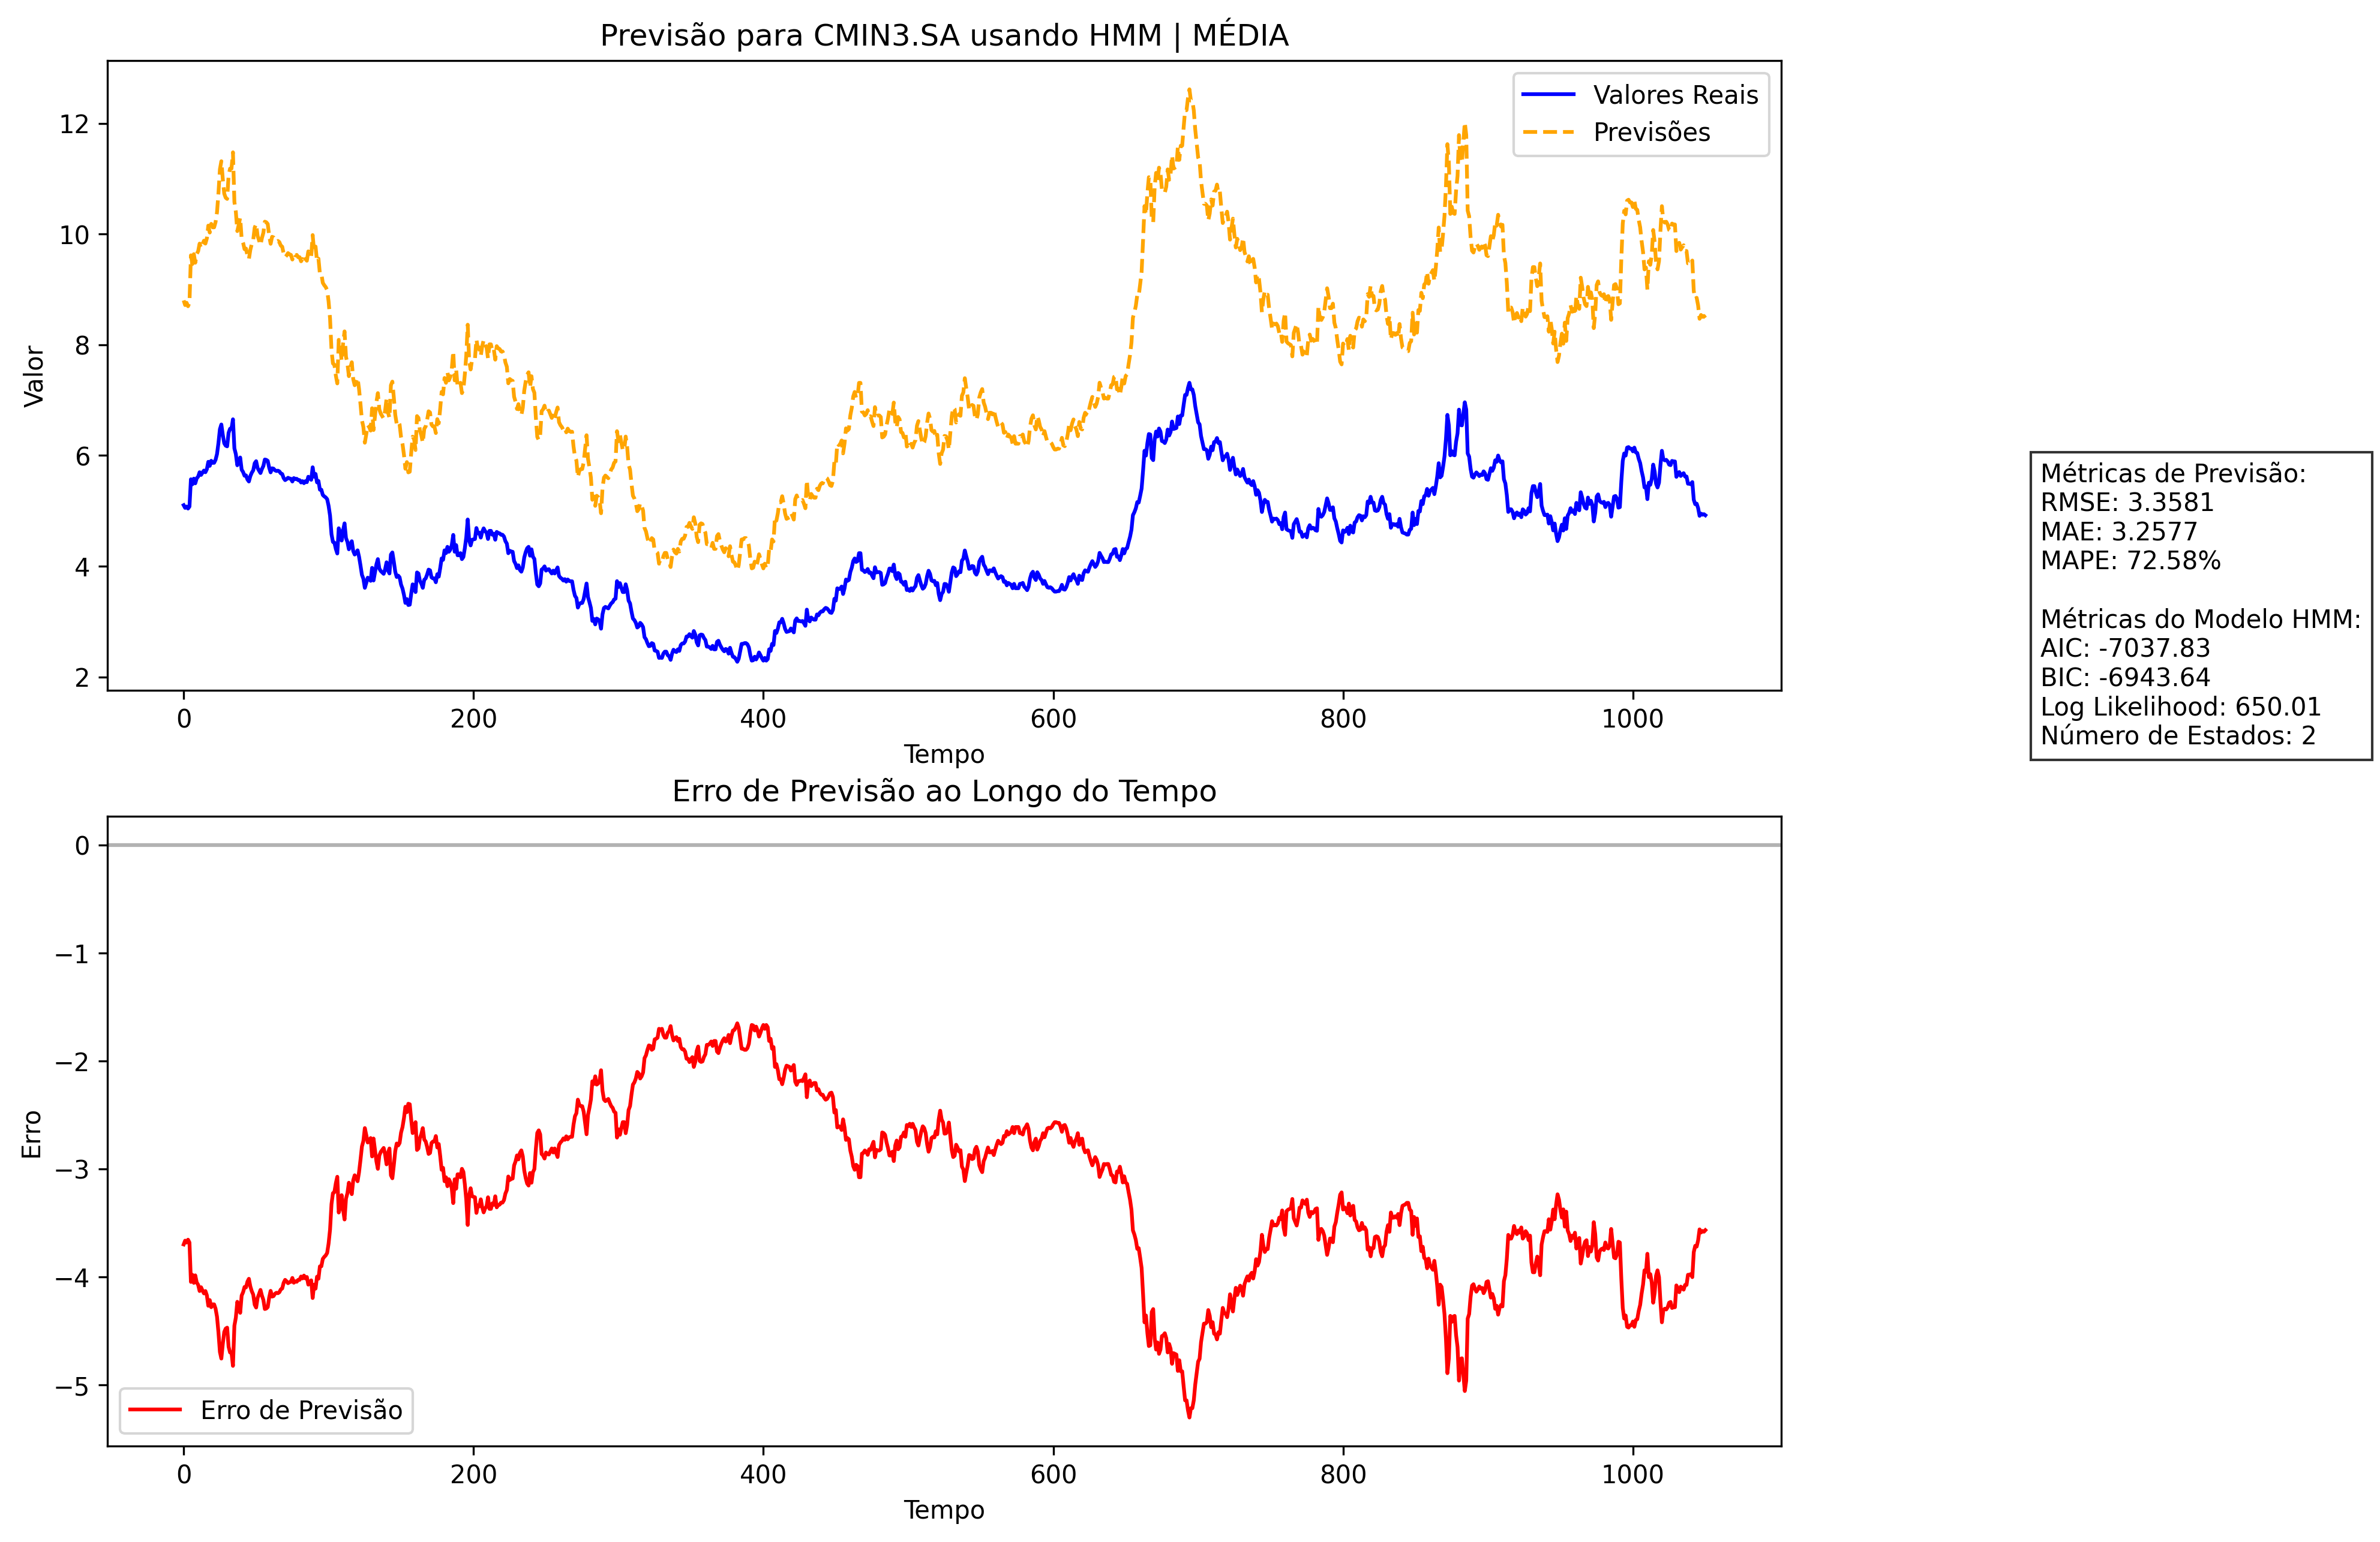 Previsão para CMIN3.SA usando HMM | MÉDIA
Valores Reais
Previsões
12
10
8
6
4
2
Valor
0
200
400
600
800
1000
Tempo
Métricas de Previsão:
RMSE: 3.3581
MAE: 3.2577
MAPE: 72.58%
Métricas do Modelo HMM:
AIC: -7037.83
BIC: -6943.64
Log Likelihood: 650.01
Número de Estados: 2
Erro de Previsão ao Longo do Tempo
0
−1
−2
−3
−4
−5
Erro
Erro de Previsão
0
200
400
600
800
1000
Tempo